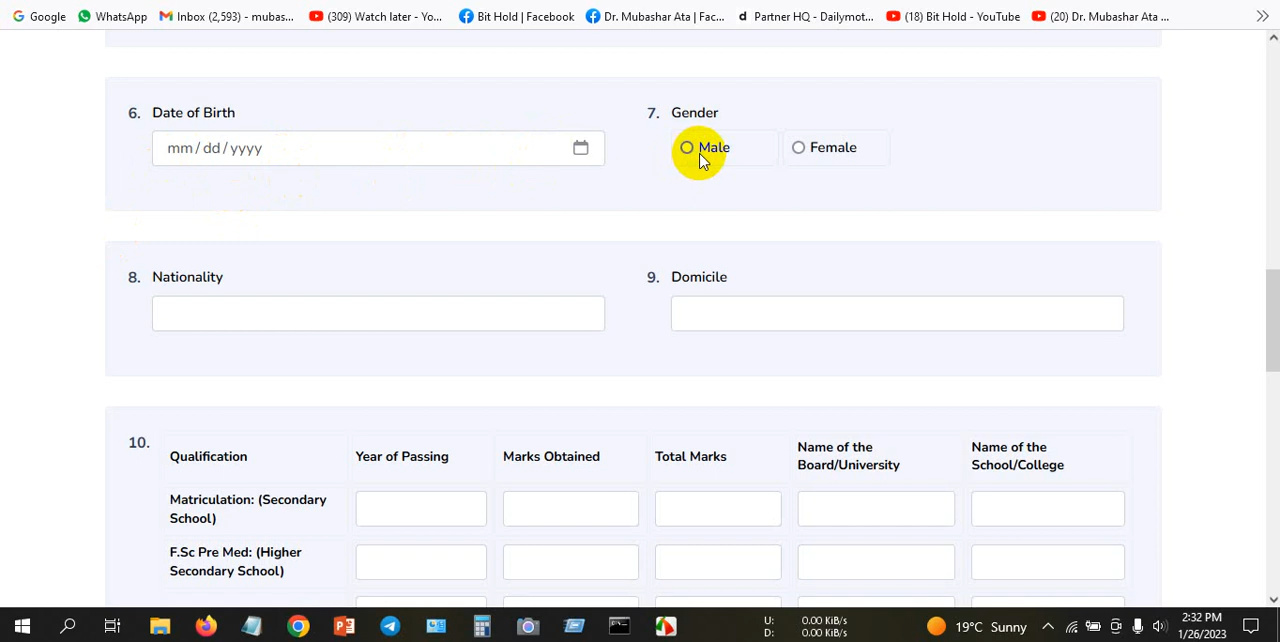 Google WhatsApp Inbox (2,593) - mubas... (309) Watch later - Yo... Bit Hold | Facebook Dr. Mubashar Ata | Fac... d Partner HQ - Dailymot... (18) Bit Hold - YouTube (20) Dr. Mubashar Ata ...
6. Date of Birth 7. Gender
mm / dd / yyyy Male Female
8. Nationality 9. Domicile
10.
Qualification Year of Passing Marks Obtained Total Marks
Name of the
Board/University
Name of the
School/College
Matriculation: (Secondary
School)
F.Sc Pre Med: (Higher
Secondary School)
U: 0.00 KiB/s
D: 0.00 KiB/s
19°C Sunny
2:32 PM
1/26/2023